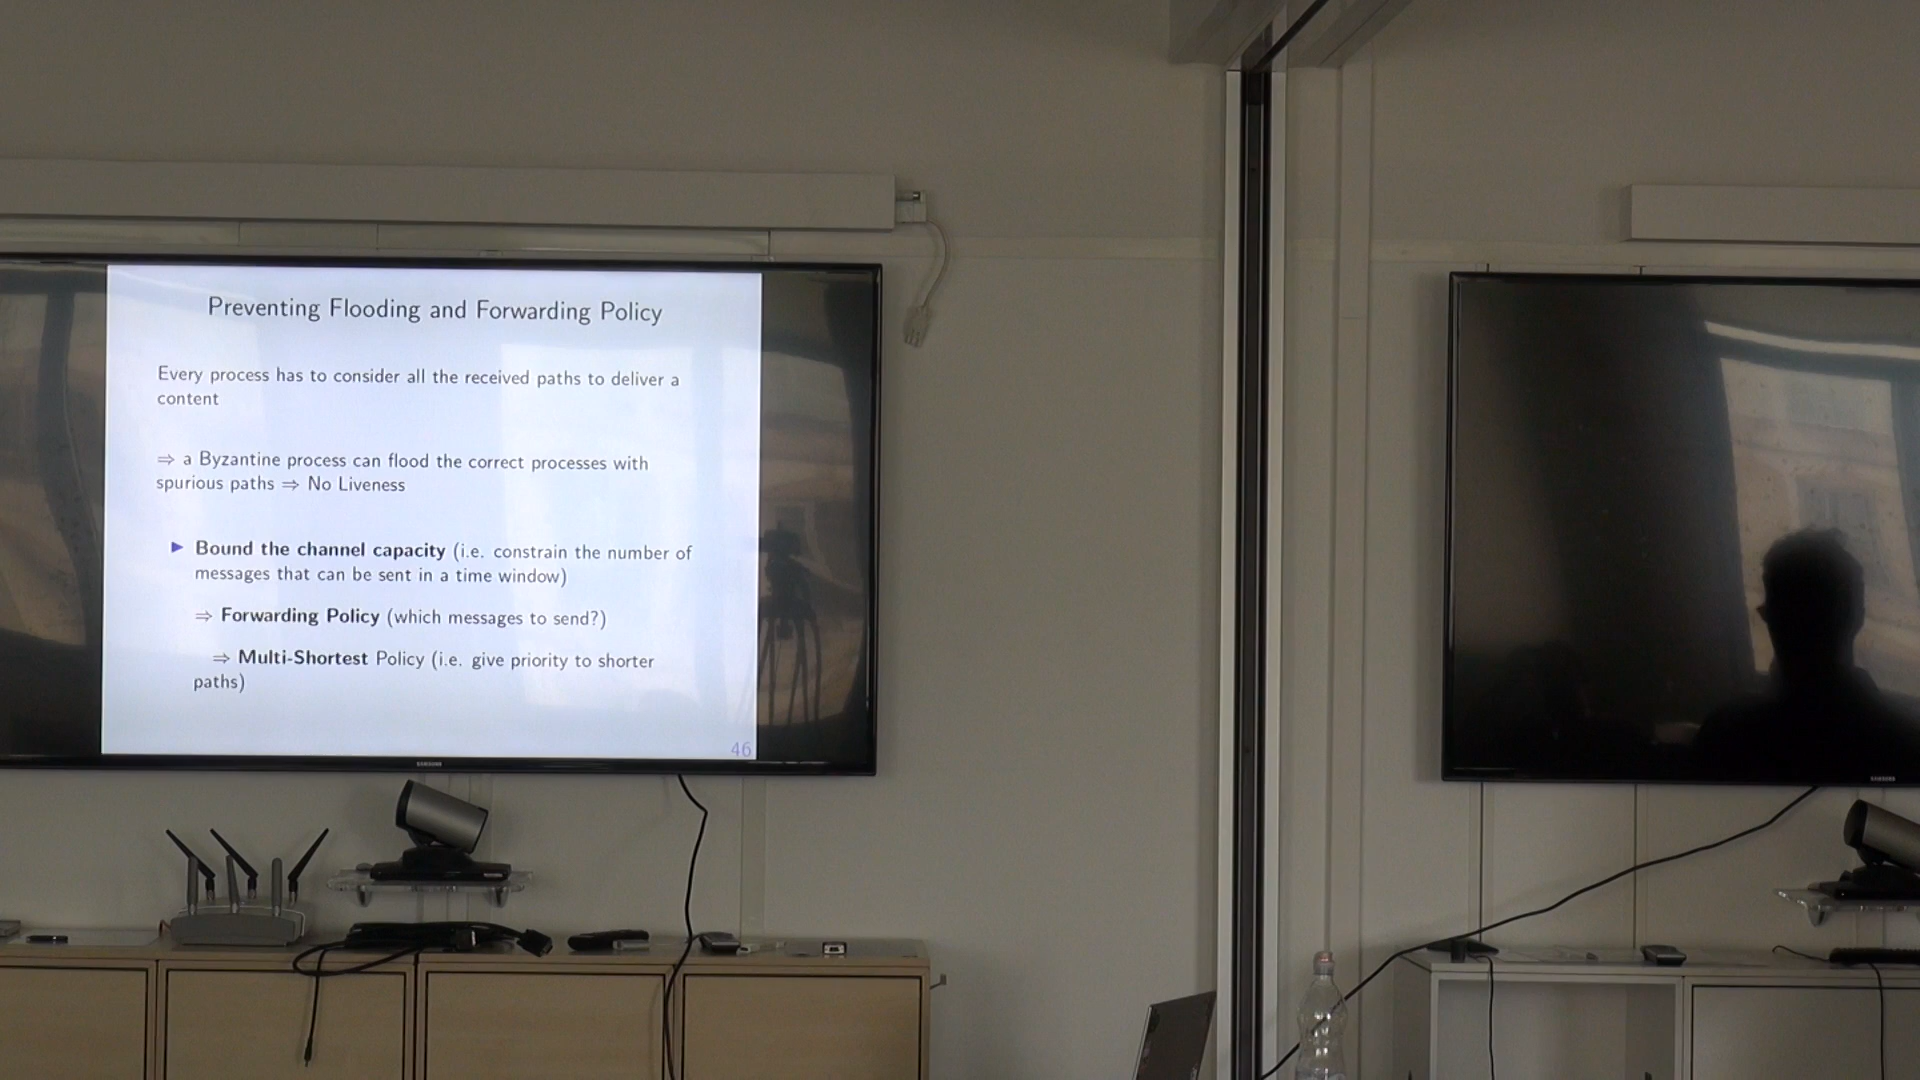 Preventing Flooding and Forwarding Policy
Every process has to consider all the received paths to deliver a
content
⇒ a Byzantine process can flood the correct processes with
spurious paths ⇒ No Liveness
▶ Bound the channel capacity (i.e. constrain the number of
messages that can be sent in a time window)
⇒ Forwarding Policy (which messages to send?)
⇒ Multi-Shortest Policy (i.e. give priority to shorter
paths)
46
SAMSUNG
SAMSUNG